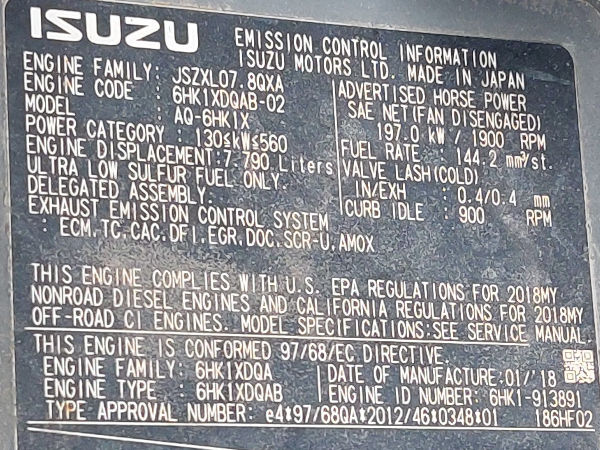 ISUZU
EMISSION CONTROL INFORMATION
ISUZU MOTORS LTD. MADE IN JAPAN
ENGINE FAMILY: JSZXL07.8QXA
ENGINE CODE : 6HK1XDQAB-02
MODEL : AQ-6HK1X
POWER CATEGORY : 130≤kW≤560
ENGINE DISPLACEMENT:7.790 Liters
ULTRA LOW SULFUR FUEL ONLY.
DELEGATED ASSEMBLY.
EXHAUST EMISSION CONTROL SYSTEM
: ECM.TC.CAC.DFI.EGR.DOC.SCR-U.AMOX
ADVERTISED HORSE POWER
SAE NET(FAN DISENGAGED)
197.0 kW / 1900 RPM
FUEL RATE : 144.2 mm³/st.
VALVE LASH(COLD)
IN/EXH : 0.4/0.4 mm
CURB IDLE : 900 RPM
THIS ENGINE COMPLIES WITH U.S. EPA REGULATIONS FOR 2018MY
NONROAD DIESEL ENGINES AND CALIFORNIA REGULATIONS FOR 2018MY
OFF-ROAD CI ENGINES. MODEL SPECIFICATIONS:SEE SERVICE MANUAL.
THIS ENGINE IS CONFORMED 97/68/EC DIRECTIVE.
ENGINE FAMILY: 6HK1XDQA
ENGINE TYPE : 6HK1XDQAB
DATE OF MANUFACTURE:01/'18
ENGINE ID NUMBER: 6HK1-913891
TYPE APPROVAL NUMBER: e4*97/68QA*2012/46*0348*01 186HF02